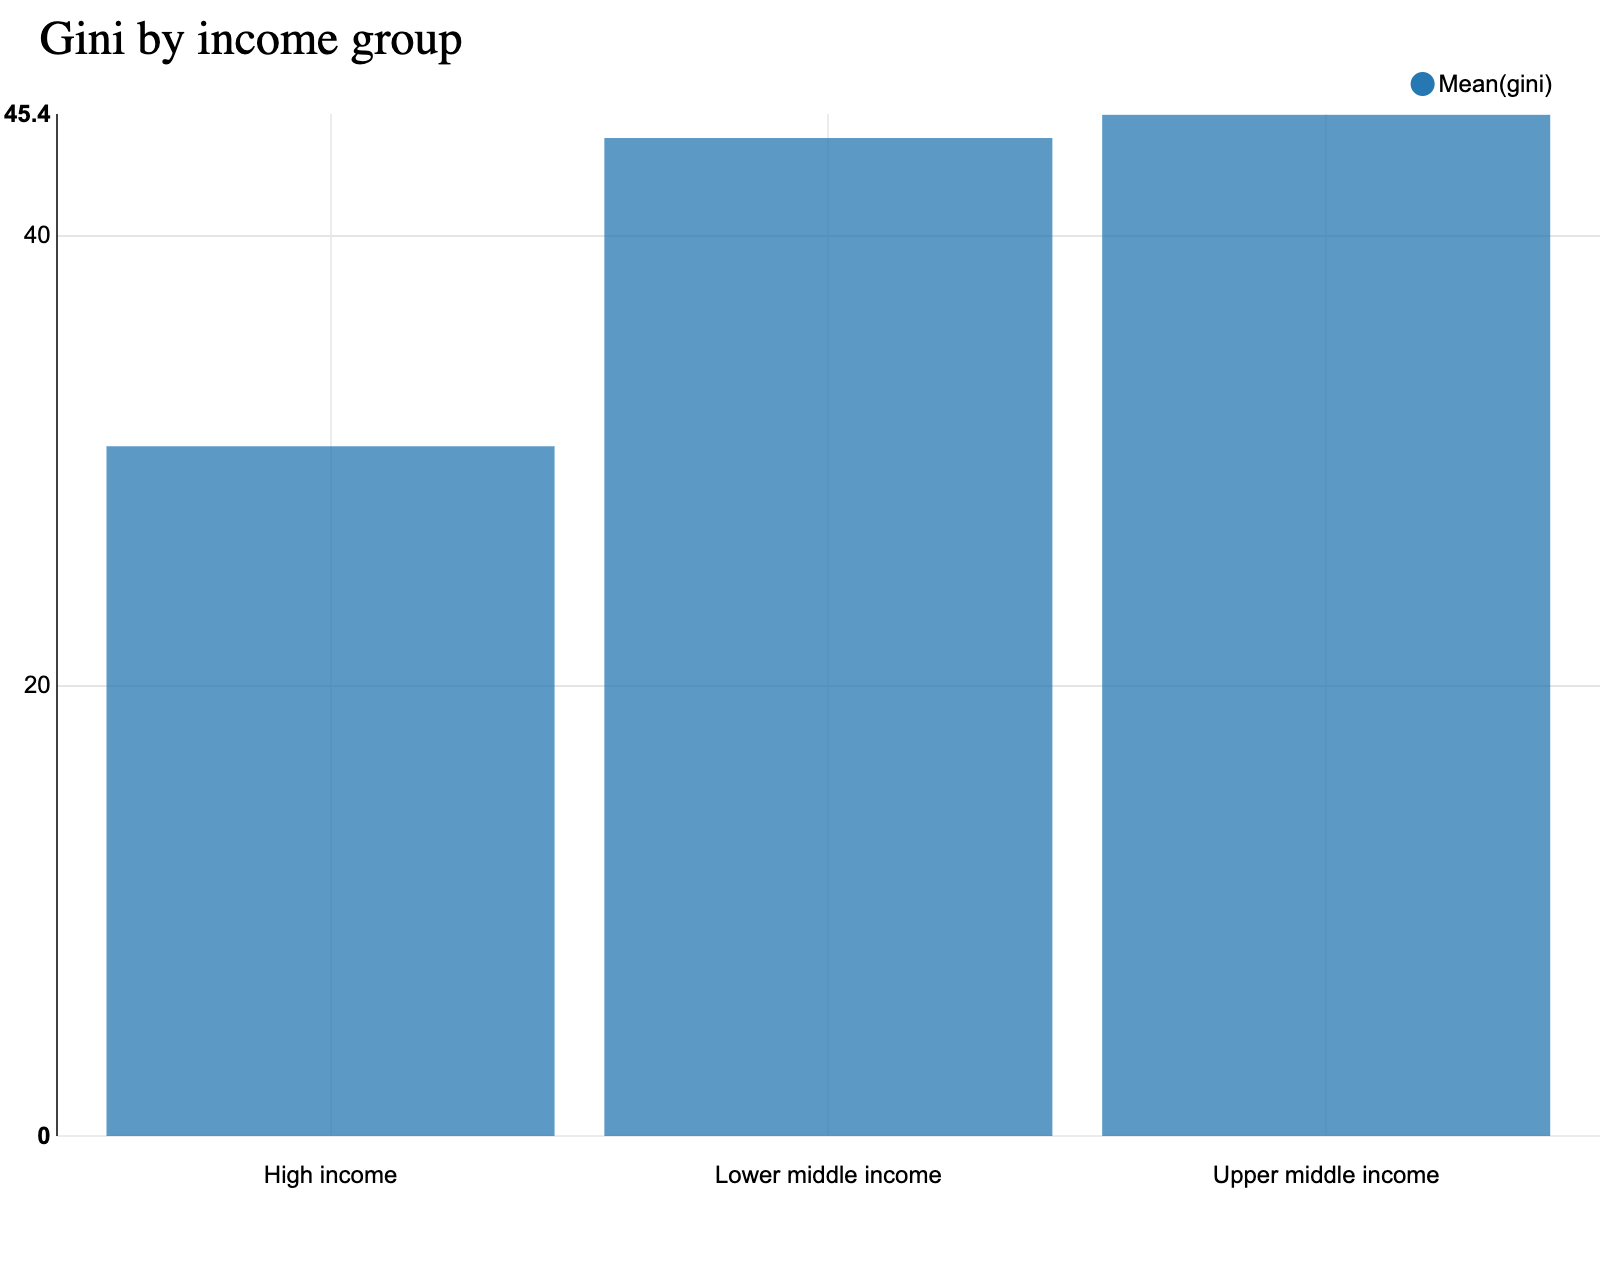 Gini by income group
Mean(gini)
45.4
40
20
0
High income
Lower middle income
Upper middle income